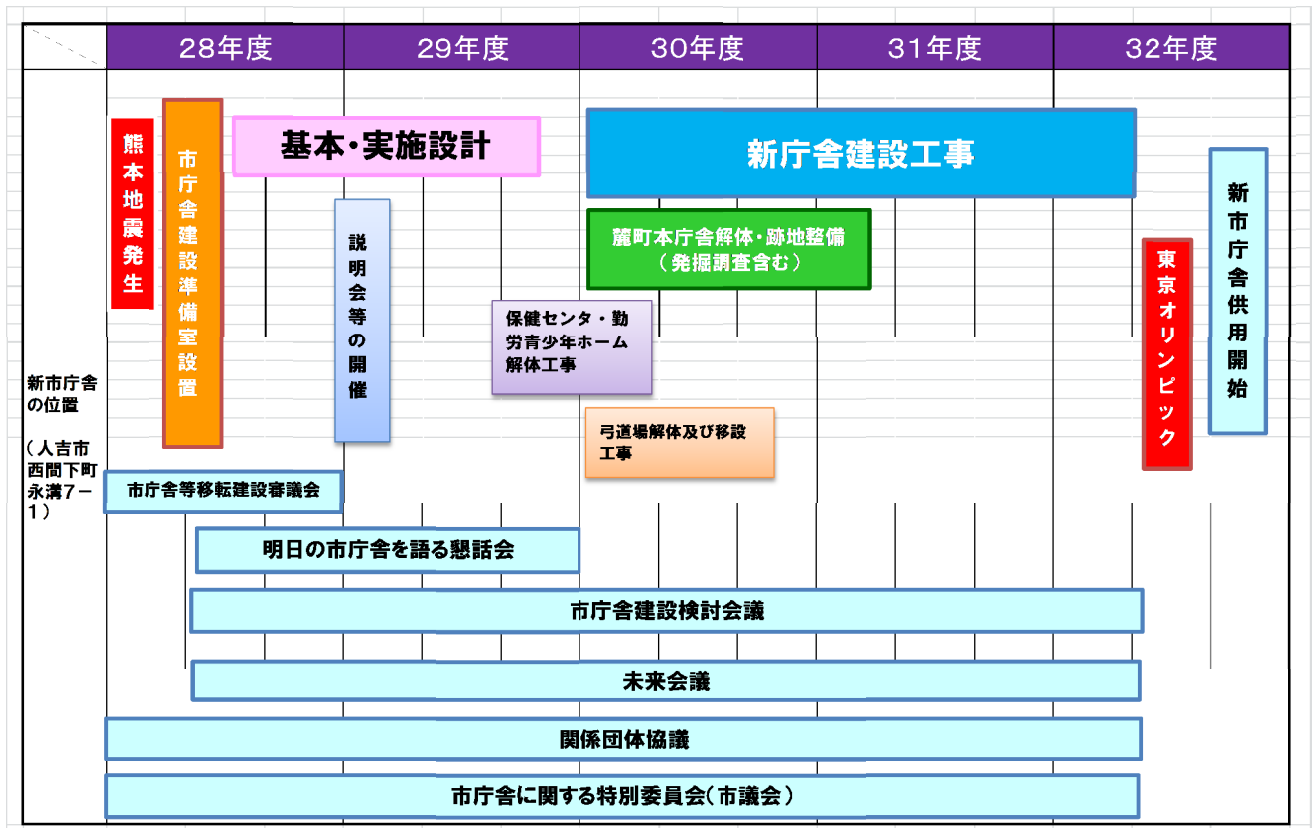 28年度
29年度
30年度
31年度
32年度
熊本地震発生
市庁舎建設準備室設置
基本・実施設計
新庁舎建設工事
新市庁舎供用開始
説明会等の開催
麓町本庁舎解体・跡地整備
（発掘調査含む）
東京オリンピック
保健センタ・勤
労青少年ホーム
解体工事
新市庁舎
の位置
弓道場解体及び移設
工事
（人吉市
西間下町
永溝7－
1）
市庁舎等移転建設審議会
明日の市庁舎を語る懇話会
市庁舎建設検討会議
未来会議
関係団体協議
市庁舎に関する特別委員会（市議会）